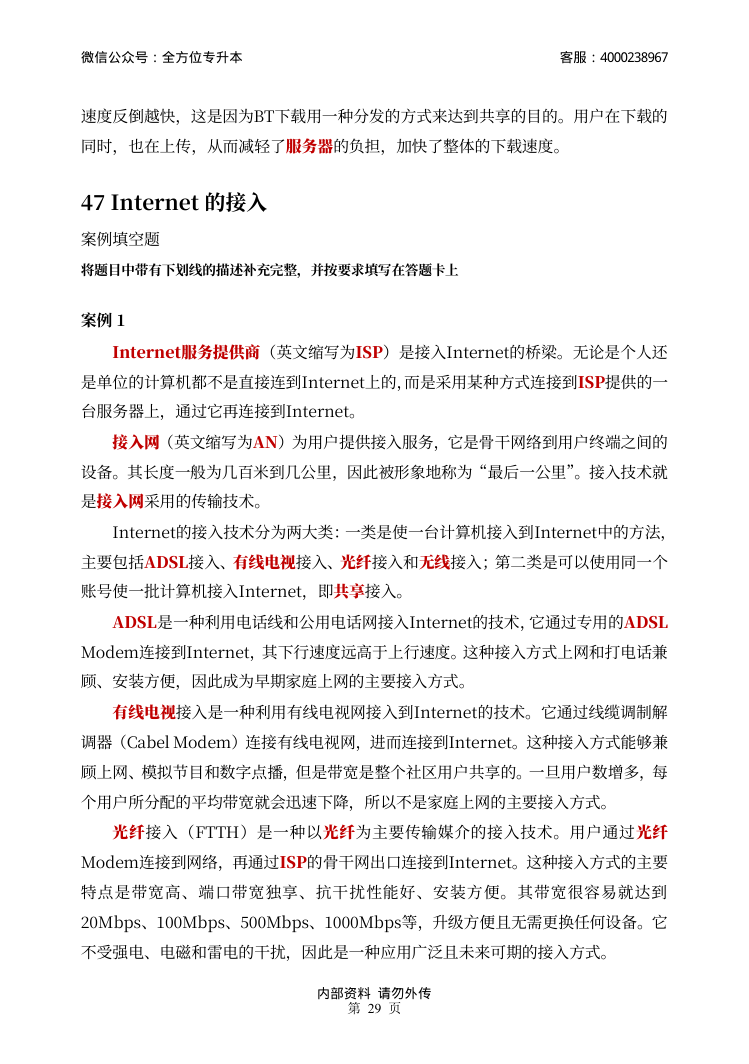 微信公众号：全方位专升本 客服：4000238967
速度反倒越快，这是因为BT下载用一种分发的方式来达到共享的目的。用户在下载的
同时，也在上传，从而减轻了服务器的负担，加快了整体的下载速度。
47 Internet 的接入
案例填空题
将题目中带有下划线的描述补充完整，并按要求填写在答题卡上
案例 1
Internet服务提供商（英文缩写为ISP）是接入Internet的桥梁。无论是个人还
是单位的计算机都不是直接连到Internet上的，而是采用某种方式连接到ISP提供的一
台服务器上，通过它再连接到Internet。
接入网（英文缩写为AN）为用户提供接入服务，它是骨干网络到用户终端之间的
设备。其长度一般为几百米到几公里，因此被形象地称为“最后一公里”。接入技术就
是接入网采用的传输技术。
Internet的接入技术分为两大类：一类是使一台计算机接入到Internet中的方法，
主要包括ADSL接入、有线电视接入、光纤接入和无线接入；第二类是可以使用同一个
账号使一批计算机接入Internet，即共享接入。
ADSL是一种利用电话线和公用电话网接入Internet的技术，它通过专用的ADSL
Modem连接到Internet，其下行速度远高于上行速度。这种接入方式上网和打电话兼
顾、安装方便，因此成为早期家庭上网的主要接入方式。
有线电视接入是一种利用有线电视网接入到Internet的技术。它通过线缆调制解
调器（Cabel Modem）连接有线电视网，进而连接到Internet。这种接入方式能够兼
顾上网、模拟节目和数字点播，但是带宽是整个社区用户共享的。一旦用户数增多，每
个用户所分配的平均带宽就会迅速下降，所以不是家庭上网的主要接入方式。
光纤接入（FTTH）是一种以光纤为主要传输媒介的接入技术。用户通过光纤
Modem连接到网络，再通过ISP的骨干网出口连接到Internet。这种接入方式的主要
特点是带宽高、端口带宽独享、抗干扰性能好、安装方便。其带宽很容易就达到
20Mbps、100Mbps、500Mbps、1000Mbps等，升级方便且无需更换任何设备。它
不受强电、电磁和雷电的干扰，因此是一种应用广泛且未来可期的接入方式。
内部资料 请勿外传
第 29 页